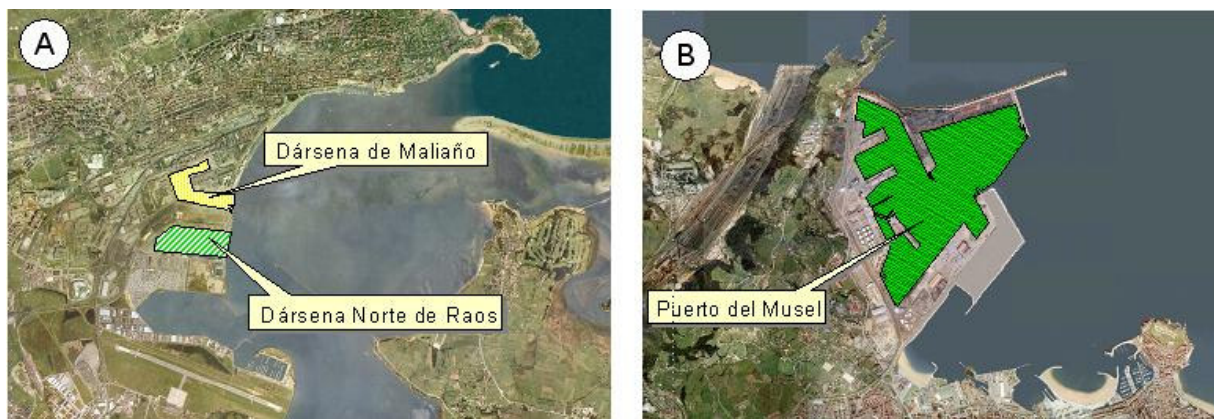 A
Dársena de Maliaño
Dársena Norte de Raos
B
Puerto del Musel